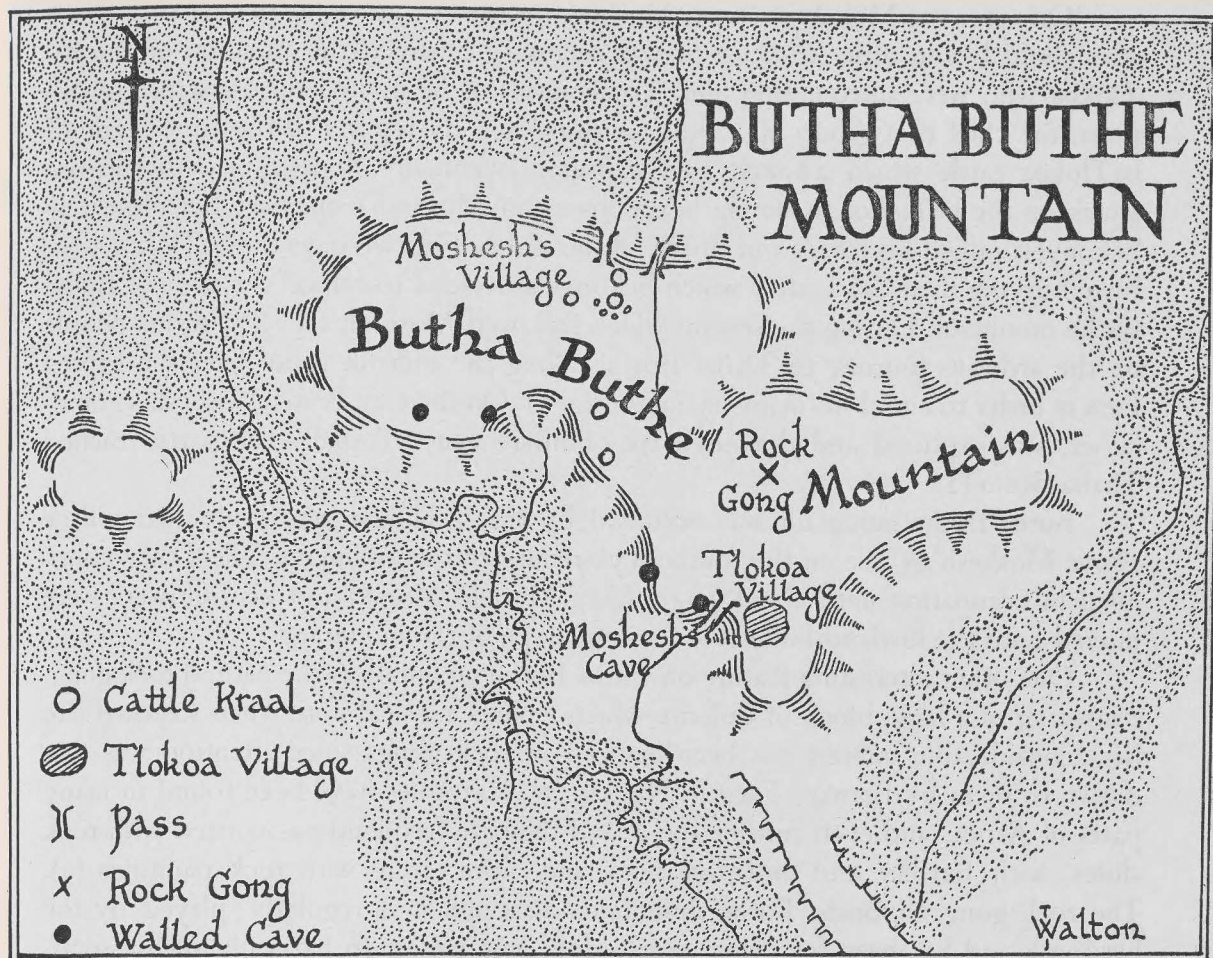 N
BUTHA BUTHE
MOUNTAIN
Moshesh's
Village
Butha Buthe
Mountain
Rock
Gong
Tlokoa
Village
Moshesh's
Cave
Cattle Kraal
Tlokoa Village
Pass
Rock Gong
Walled Cave
Walton